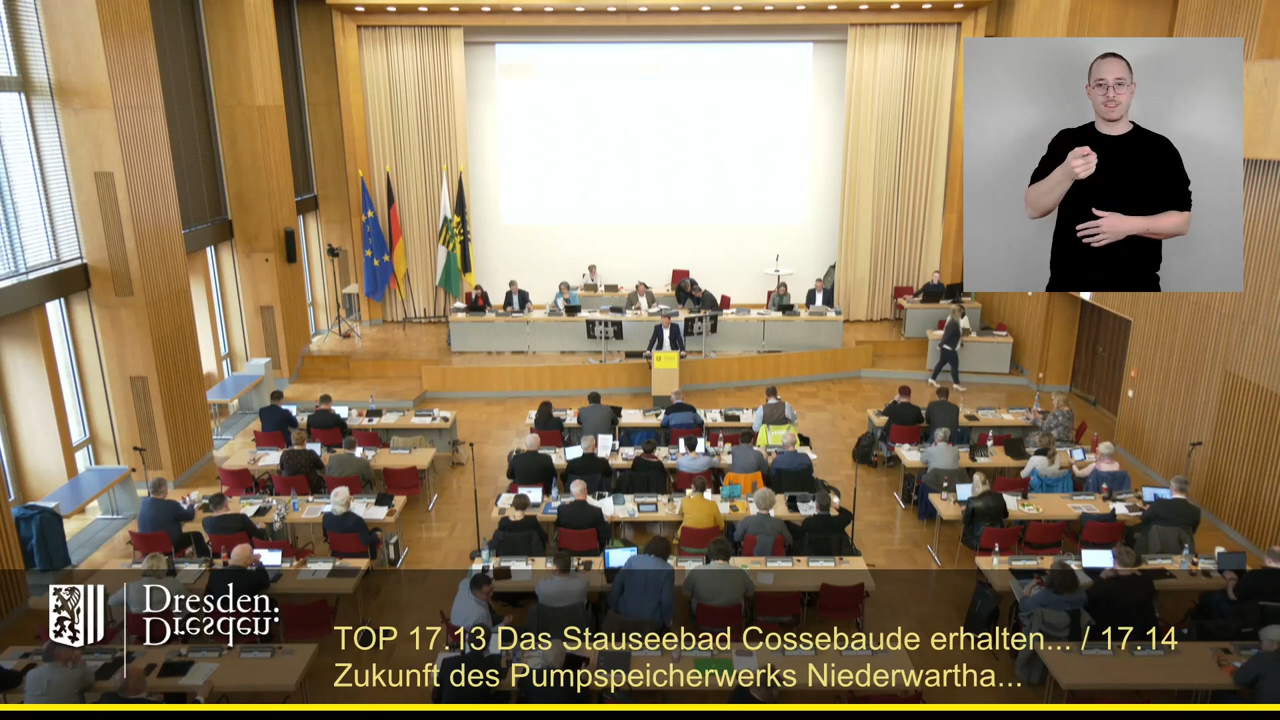 Dresden.
Dresden.
TOP 17.13 Das Stauseebad Cossebaude erhalten... / 17.14
Zukunft des Pumpspeicherwerks Niederwartha...